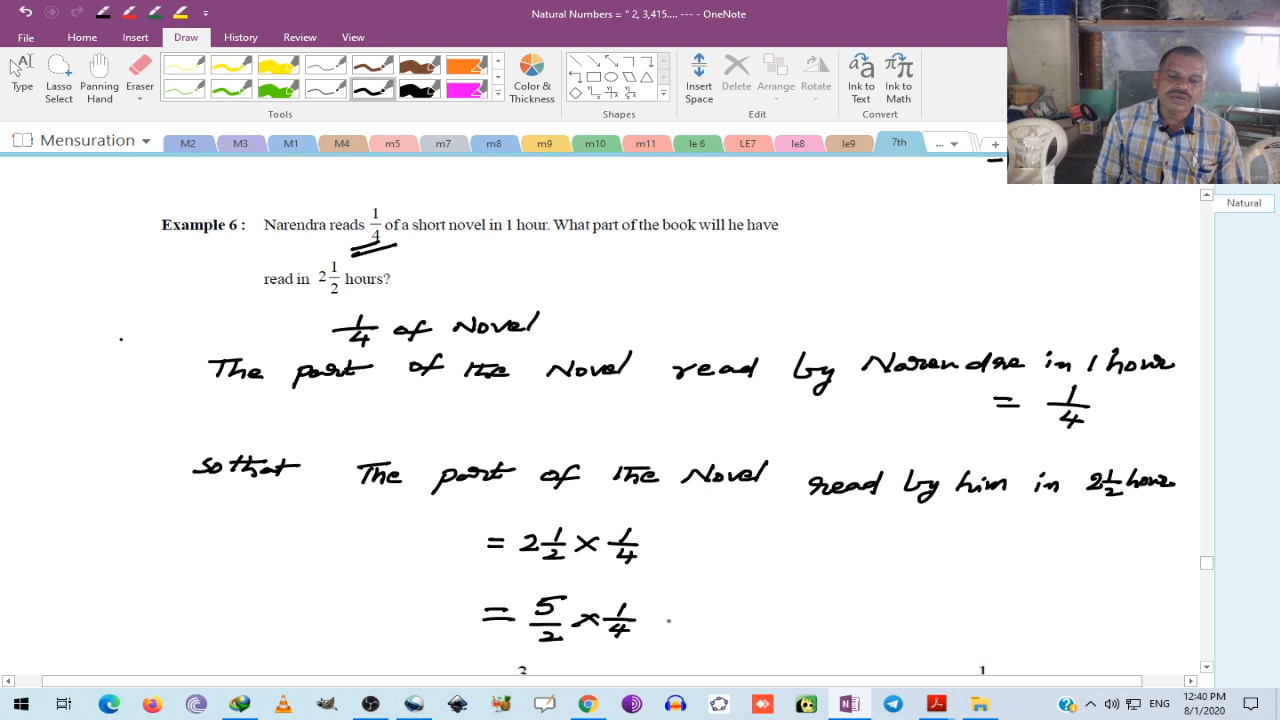 Natural Numbers = " 2, 3,415.... --- - OneNote
File Home Insert Draw History Review View
Type Lasso Select Panning Hand Eraser Color & Thickness Insert Space Delete Arrange Rotate Ink to Text Ink to Math
Tools Shapes Edit Convert
Mensuration M2 M3 M1 M4 m5 m7 m8 m9 m10 m11 le 6 LE7 le8 le9 7th ... +
Natural
Example 6 : Narendra reads 1/4 of a short novel in 1 hour. What part of the book will he have
read in 2 1/2 hours?
1/4 of Novel
The part of the Novel read by Narendra in 1 hour
= 1/4
so that The part of the Novel read by him in 2 1/2 hour
= 2 1/2 × 1/4
= 5/2 × 1/4
12:40 PM
ENG
8/1/2020